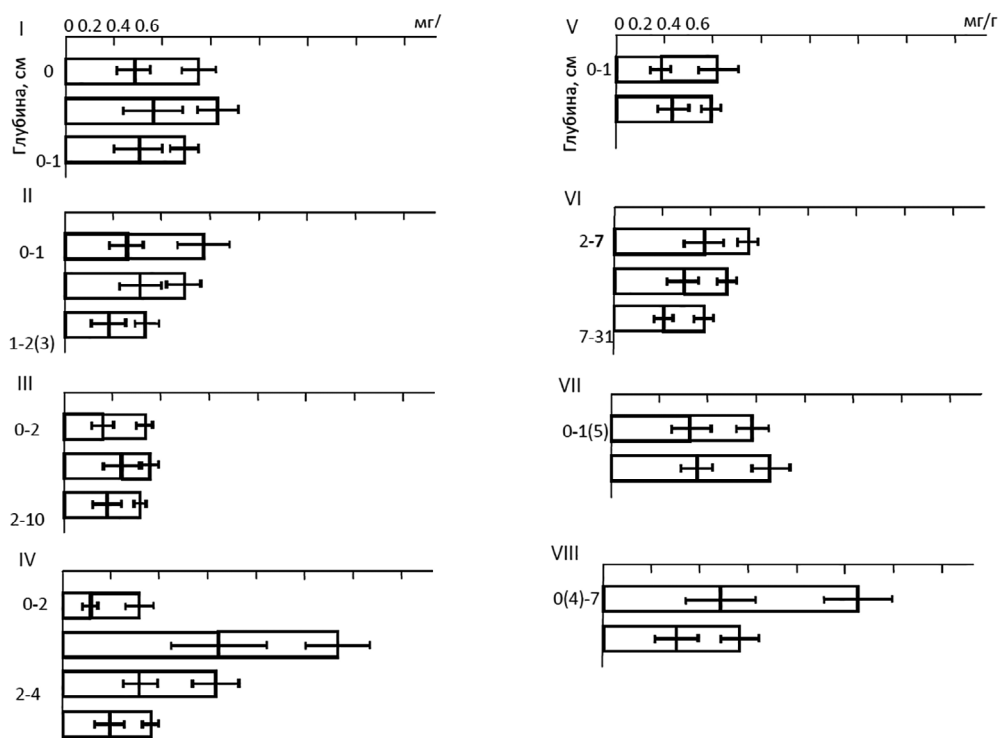 I
0 0.2 0.4 0.6
мг/
Глубина, см
0
0-1
II
0-1
1-2(3)
III
0-2
2-10
IV
0-2
2-4
V
0 0.2 0.4 0.6
мг/г
Глубина, см
0-1
VI
2-7
7-31
VII
0-1(5)
VIII
0(4)-7